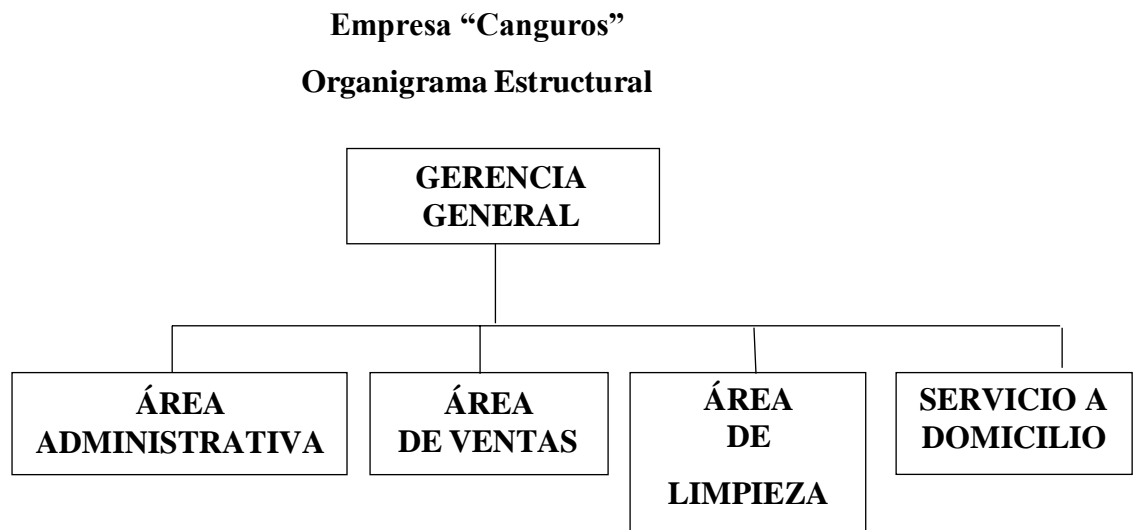 Empresa “Canguros”
Organigrama Estructural
GERENCIA
GENERAL
ÁREA
ADMINISTRATIVA
ÁREA
DE VENTAS
ÁREA
DE
LIMPIEZA
SERVICIO A
DOMICILIO